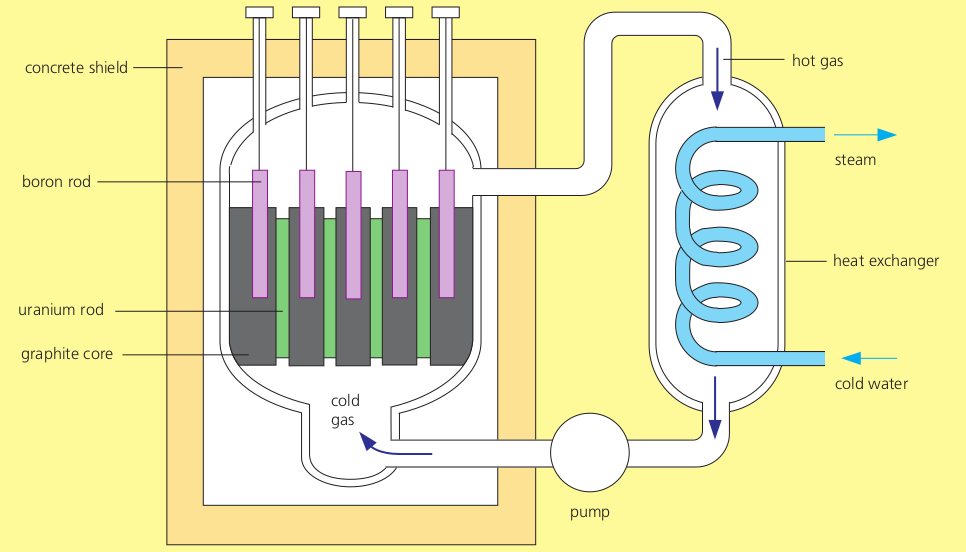 concrete shield
boron rod
uranium rod
graphite core
cold
gas
pump
hot gas
steam
heat exchanger
cold water